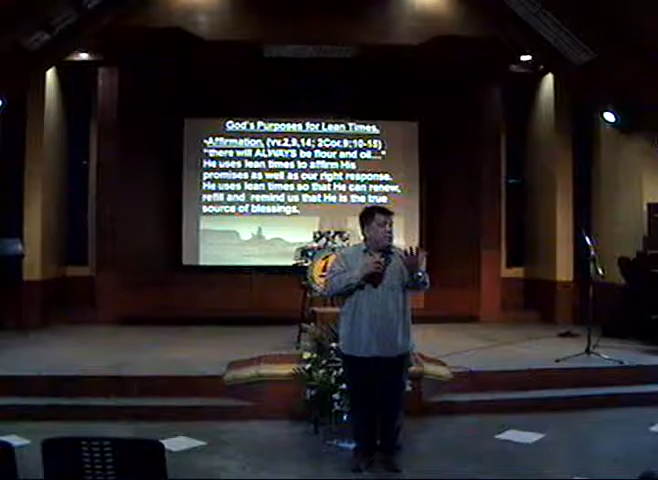 God's Purposes for Lean Times.
-Affirmation. (Vv.2,9,14; 2Cor.9:10-15)
"there will ALWAYS be flour and oil..."
He uses lean times to affirm His
promises as well as our right response.
He uses lean times so that He can renew,
refill and remind us that He is the true
source of blessings.